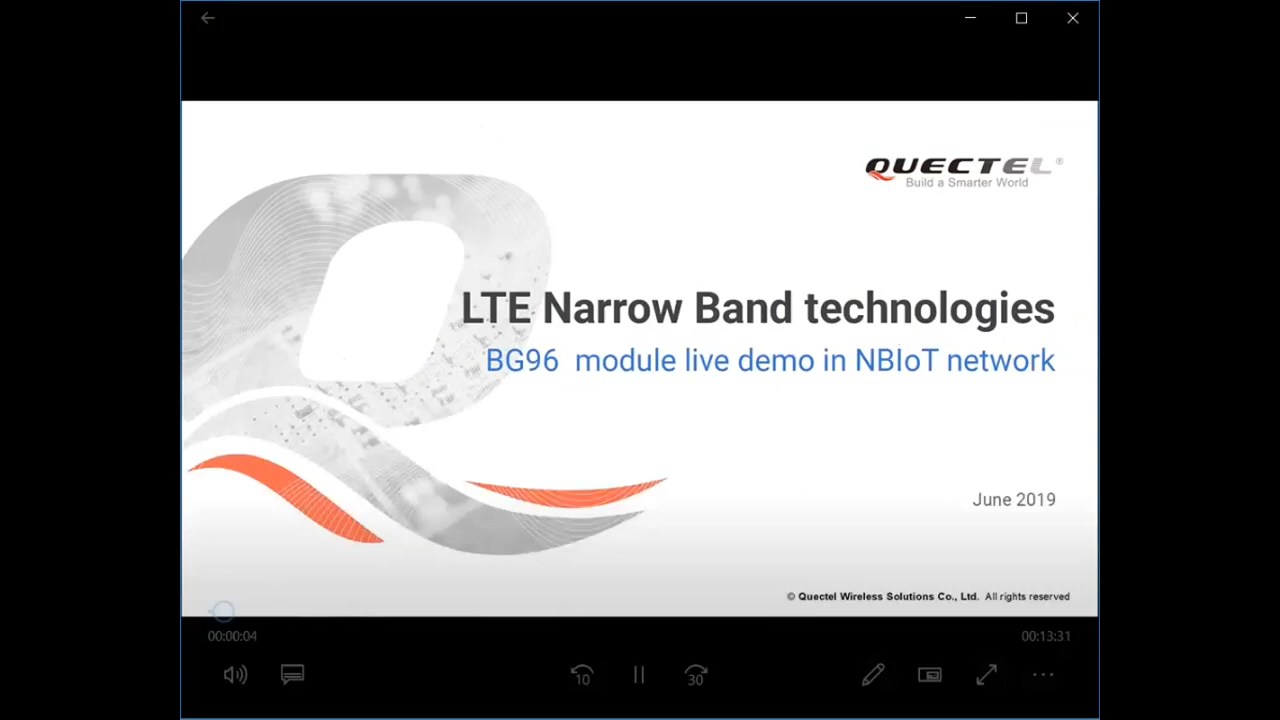 QUECTEL®
Build a Smarter World
LTE Narrow Band technologies
BG96 module live demo in NBIoT network
June 2019
© Quectel Wireless Solutions Co., Ltd. All rights reserved
00:00:04
00:13:31
10
30